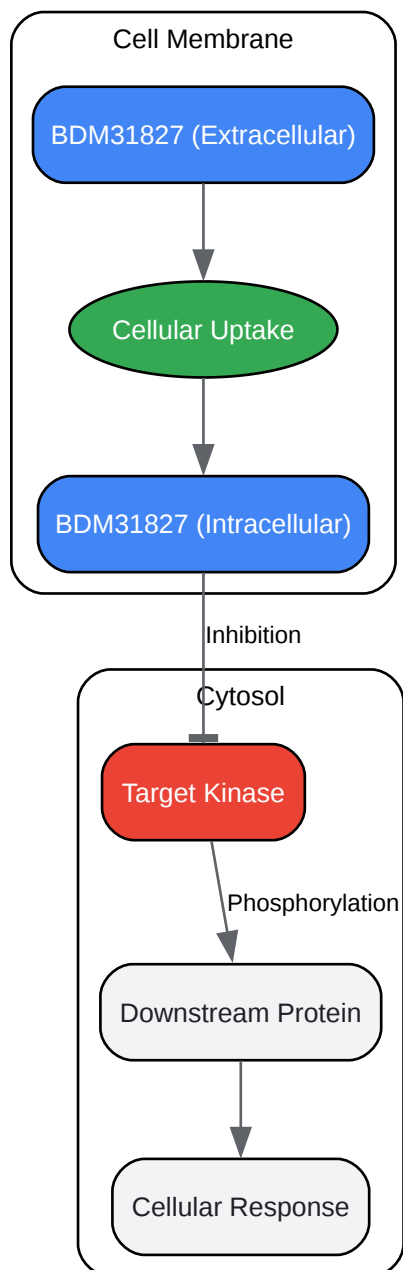 Cell Membrane
BDM31827 (Extracellular)
Cellular Uptake
BDM31827 (Intracellular)
Inhibition
Cytosol
Target Kinase
Phosphorylation
Downstream Protein
Cellular Response